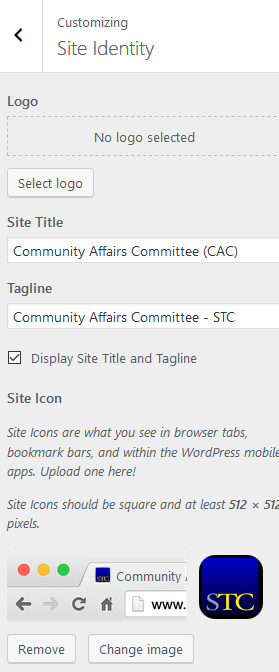 Customizing
Site Identity
Logo
No logo selected
Select logo
Site Title
Community Affairs Committee (CAC)
Tagline
Community Affairs Committee - STC
Display Site Title and Tagline
Site Icon
Site Icons are what you see in browser tabs,
bookmark bars, and within the WordPress mobile
apps. Upload one here!
Site Icons should be square and at least 512 × 512
pixels.
STC Community A
www.
STC
Remove
Change image